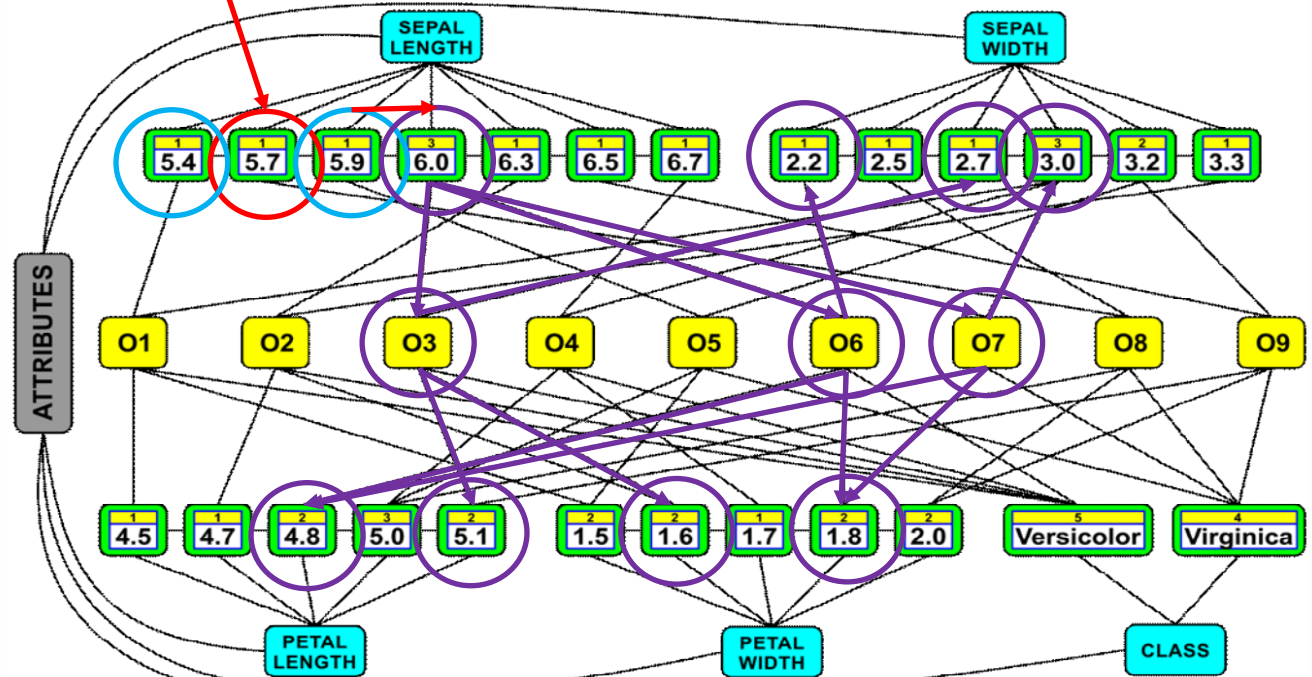 SEPAL
LENGTH
SEPAL
WIDTH
1 1 1 3 1 1 1 1 1 1 3 2 1
5.4 5.7 5.9 6.0 6.3 6.5 6.7 2.2 2.5 2.7 3.0 3.2 3.3
ATTRIBUTES
O1 O2 O3 O4 O5 O6 O7 O8 O9
1 1 2 3 2 2 2 1 2 2 5 4
4.5 4.7 4.8 5.0 5.1 1.5 1.6 1.7 1.8 2.0 Versicolor Virginica
PETAL
LENGTH
PETAL
WIDTH
CLASS